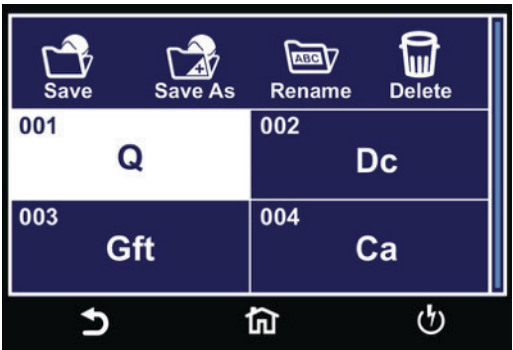 ABC
Save Save As Rename Delete
001 002
Q Dc
003 004
Gft Ca